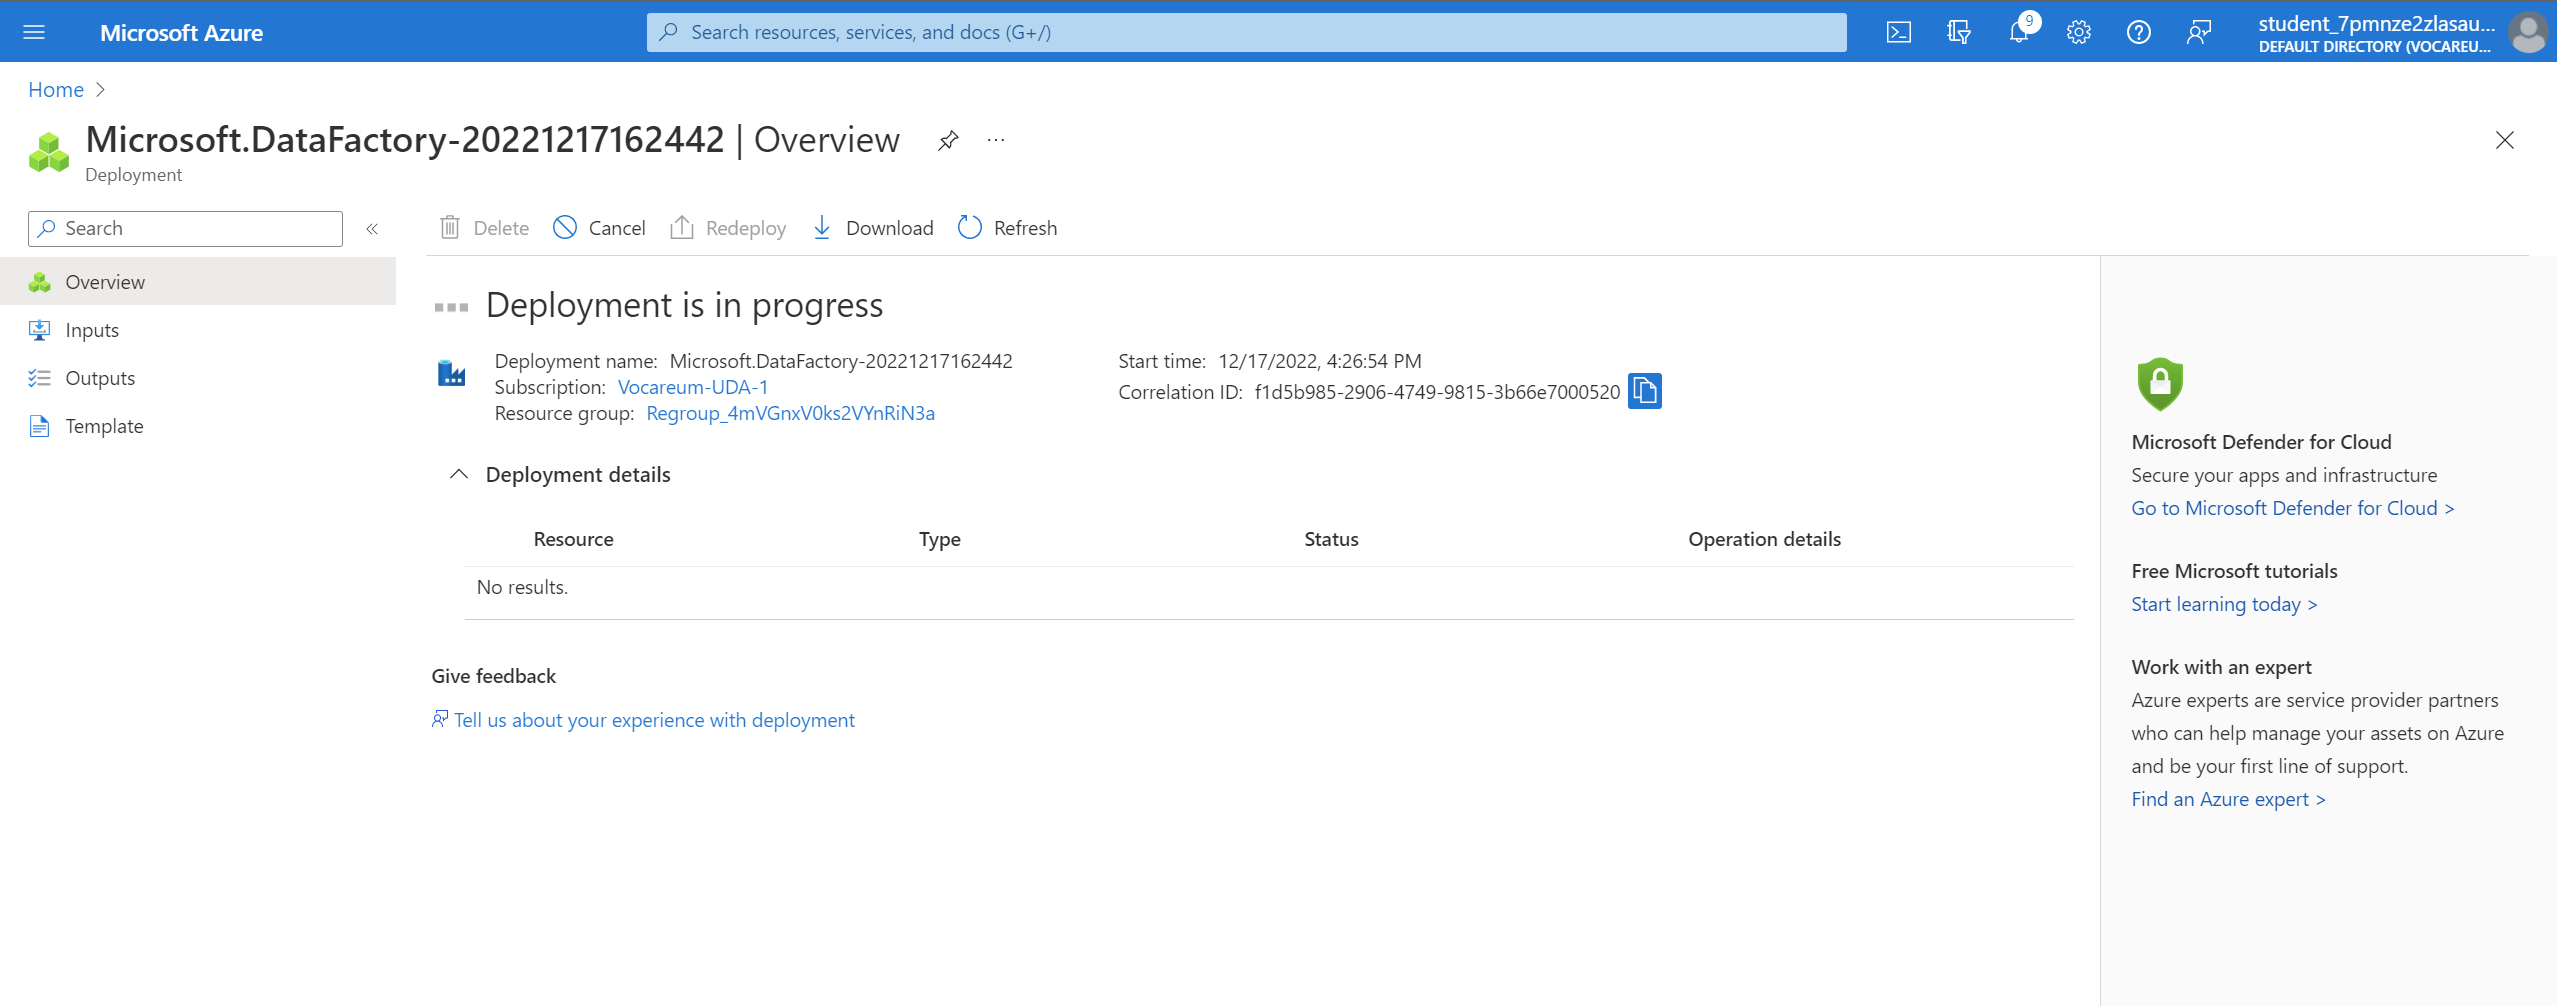 Microsoft Azure
Search resources, services, and docs (G+/)
9
student_7pmnze2zlasau...
DEFAULT DIRECTORY (VOCAREU...
Home
Microsoft.DataFactory-20221217162442 | Overview
Deployment
Search
Delete
Cancel
Redeploy
Download
Refresh
Overview
Inputs
Outputs
Template
Deployment is in progress
Deployment name: Microsoft.DataFactory-20221217162442
Subscription: Vocareum-UDA-1
Resource group: Regroup_4mVGnxV0ks2VYnRiN3a
Start time: 12/17/2022, 4:26:54 PM
Correlation ID: f1d5b985-2906-4749-9815-3b66e7000520
Deployment details
Resource Type Status Operation details
No results.
Give feedback
Tell us about your experience with deployment
Microsoft Defender for Cloud
Secure your apps and infrastructure
Go to Microsoft Defender for Cloud >
Free Microsoft tutorials
Start learning today >
Work with an expert
Azure experts are service provider partners
who can help manage your assets on Azure
and be your first line of support.
Find an Azure expert >